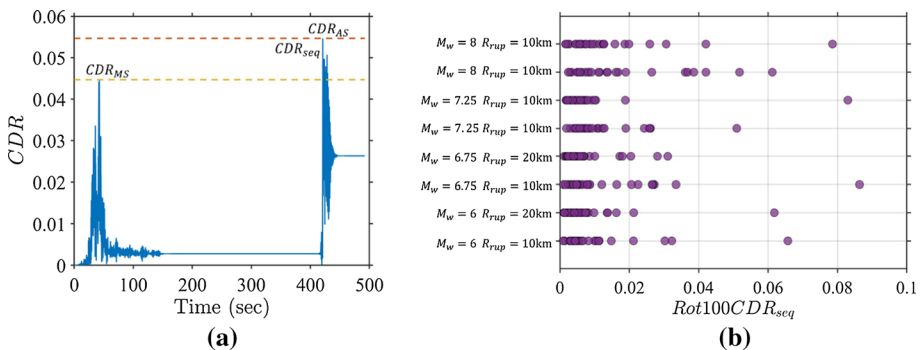 CDR_AS
CDR_seq
CDR_MS
0.06
0.05
0.04
0.03
0.02
0.01
0
CDR
0 100 200 300 400 500
Time (sec)
(a)
M_w = 8 R_rup = 10km
M_w = 8 R_rup = 10km
M_w = 7.25 R_rup = 10km
M_w = 7.25 R_rup = 10km
M_w = 6.75 R_rup = 20km
M_w = 6.75 R_rup = 10km
M_w = 6 R_rup = 20km
M_w = 6 R_rup = 10km
0 0.02 0.04 0.06 0.08 0.1
Rot100CDR_seq
(b)